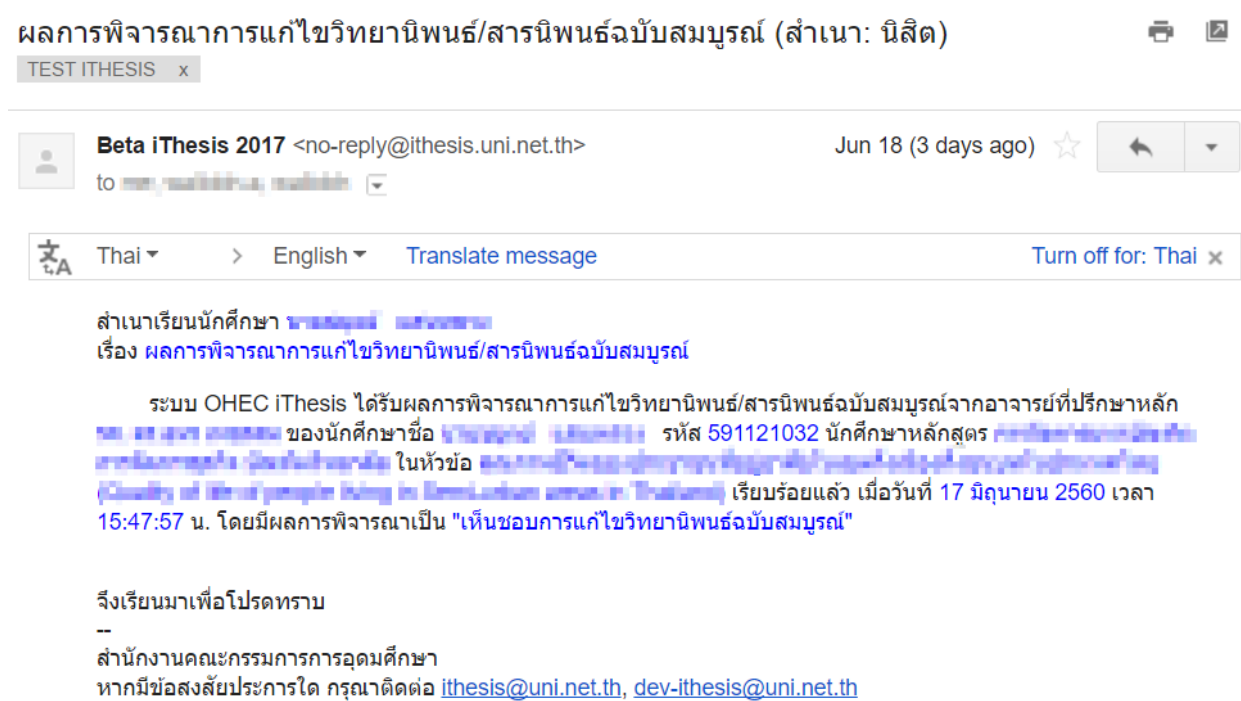 ผลการพิจารณาการแก้ไขวิทยานิพนธ์/สารนิพนธ์ฉบับสมบูรณ์ (สำเนา: นิสิต)
TEST ITHESIS x
Beta iThesis 2017 <no-reply@ithesis.uni.net.th> Jun 18 (3 days ago)
to
Thai > English Translate message Turn off for: Thai x
สำเนาเรียนนักศึกษา
เรื่อง ผลการพิจารณาการแก้ไขวิทยานิพนธ์/สารนิพนธ์ฉบับสมบูรณ์
ระบบ OHEC iThesis ได้รับผลการพิจารณาการแก้ไขวิทยานิพนธ์/สารนิพนธ์ฉบับสมบูรณ์จากอาจารย์ที่ปรึกษาหลัก
ของนักศึกษาชื่อ รหัส 591121032 นักศึกษาหลักสูตร
ในหัวข้อ
เรียบร้อยแล้ว เมื่อวันที่ 17 มิถุนายน 2560 เวลา
15:47:57 น. โดยมีผลการพิจารณาเป็น "เห็นชอบการแก้ไขวิทยานิพนธ์ฉบับสมบูรณ์"
จึงเรียนมาเพื่อโปรดทราบ
--
สำนักงานคณะกรรมการการอุดมศึกษา
หากมีข้อสงสัยประการใด กรุณาติดต่อ ithesis@uni.net.th, dev-ithesis@uni.net.th